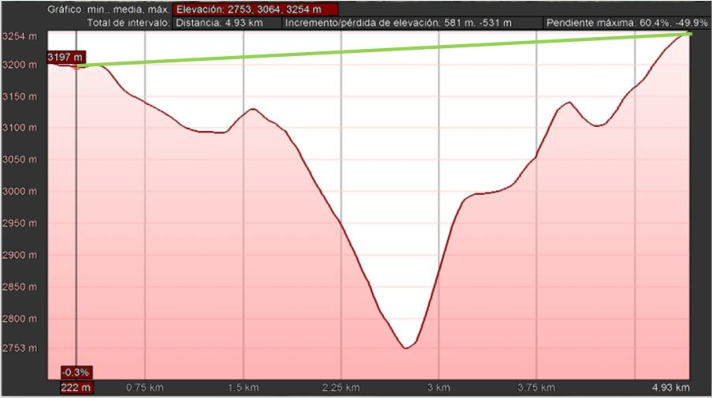 Gráfico: min., media, máx. Elevación: 2753, 3064, 3254 m
Total de intervalo: Distancia: 4.93 km Incremento/pérdida de elevación: 581 m, -531 m Pendiente máxima: 60.4%, -49.9%
3254 m
3197 m
3200 m
3150 m
3100 m
3050 m
3000 m
2950 m
2900 m
2850 m
2800 m
2753 m
-0.3%
222 m 0.75 km 1.5 km 2.25 km 3 km 3.75 km 4.93 km